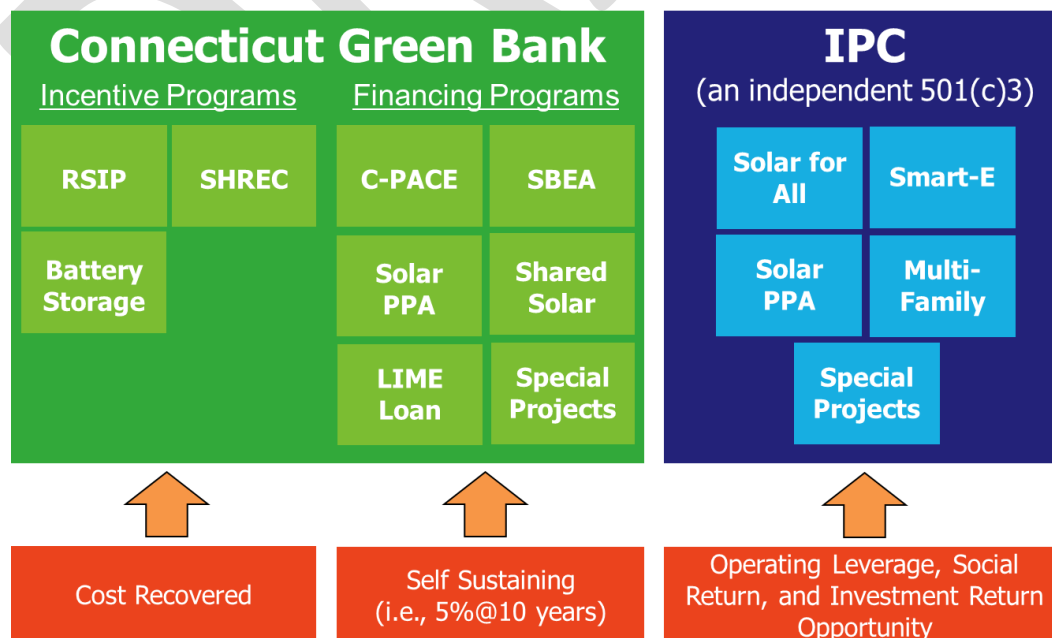 Connecticut Green Bank
Incentive Programs
Financing Programs
RSIP
SHREC
C-PACE
SBEA
Battery
Storage
Solar
PPA
Shared
Solar
LIME
Loan
Special
Projects
IPC
(an independent 501(c)3)
Solar for
All
Smart-E
Solar
PPA
Multi-
Family
Special
Projects
Cost Recovered
Self Sustaining
(i.e., 5%@10 years)
Operating Leverage, Social
Return, and Investment Return
Opportunity